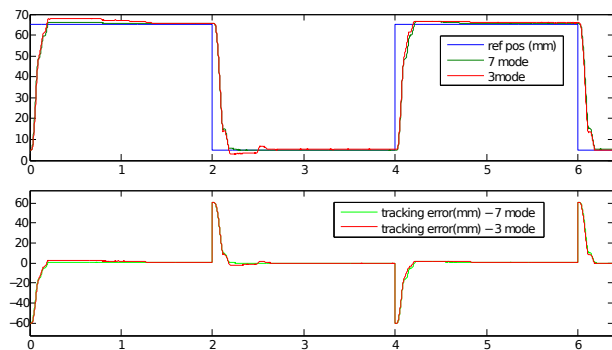 70
60
50
40
30
20
10
0
ref pos (mm)
7 mode
3mode
0 1 2 3 4 5 6
60
40
20
0
−20
−40
−60
tracking error(mm) − 7 mode
tracking error(mm) − 3 mode
0 1 2 3 4 5 6